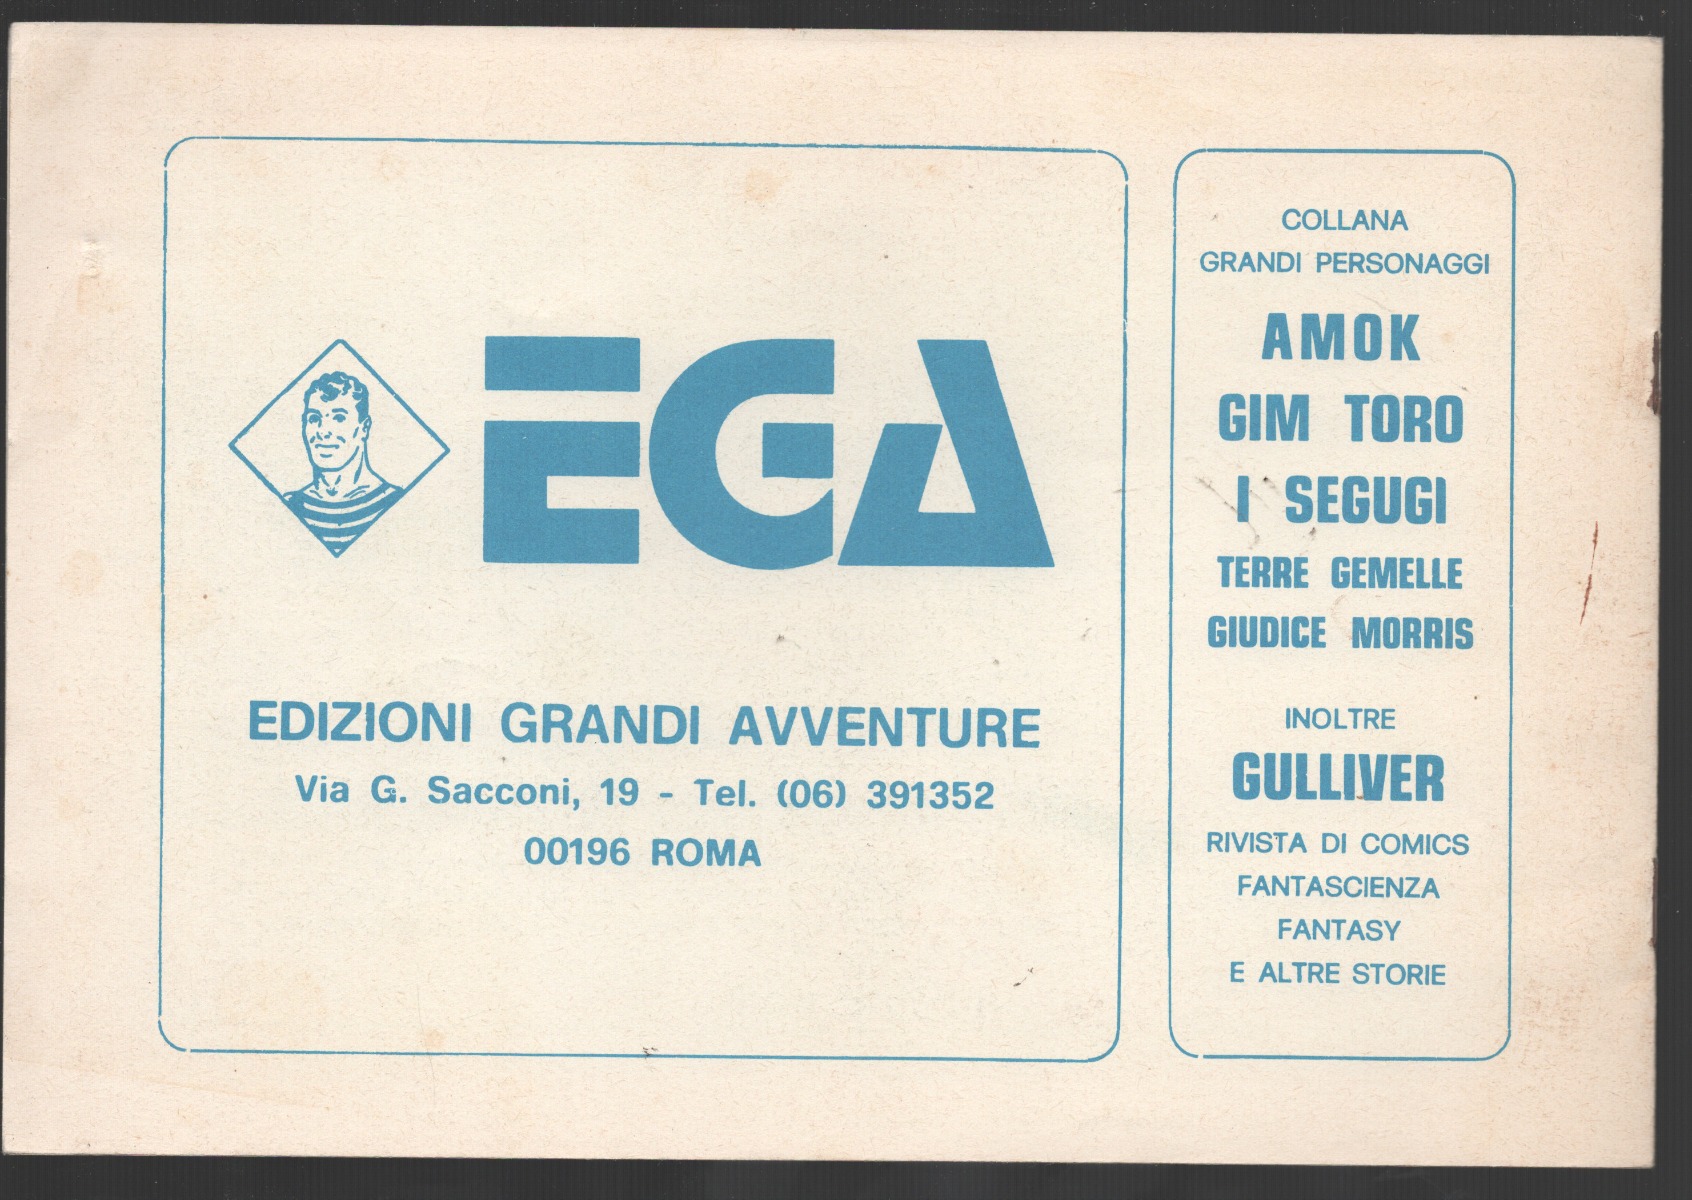 EGA
EDIZIONI GRANDI AVVENTURE
Via G. Sacconi, 19 - Tel. (06) 391352
00196 ROMA
COLLANA
GRANDI PERSONAGGI
AMOK
GIM TORO
I SEGUGI
TERRE GEMELLE
GIUDICE MORRIS
INOLTRE
GULLIVER
RIVISTA DI COMICS
FANTASCIENZA
FANTASY
E ALTRE STORIE